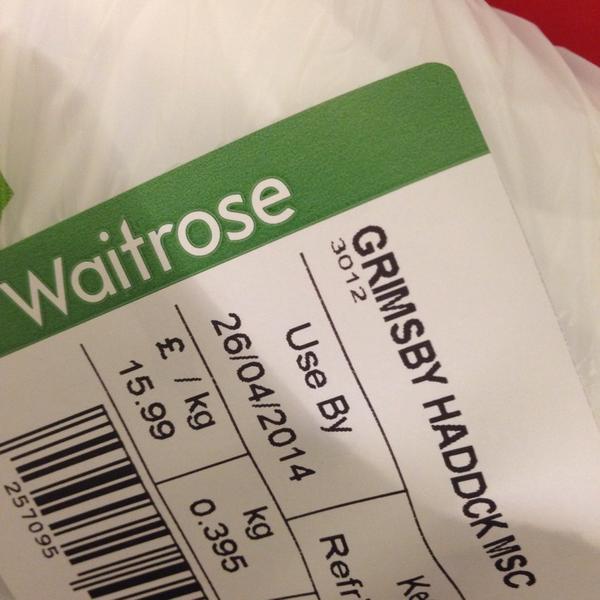 Waitrose
GRIMSBY HADDCK MSC
3012
Use By
26/04/2014
£ / kg
15.99
kg
0.395
257095